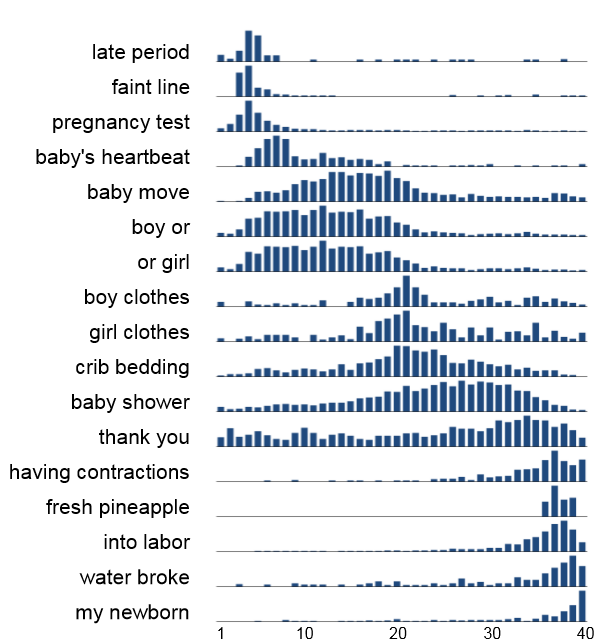 late period
faint line
pregnancy test
baby's heartbeat
baby move
boy or
or girl
boy clothes
girl clothes
crib bedding
baby shower
thank you
having contractions
fresh pineapple
into labor
water broke
my newborn
1 10 20 30 40